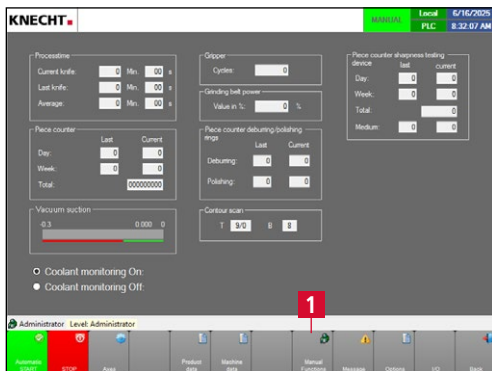 KNECHT
MANUAL
Local 6/16/2025
PLC 8:32:07 AM
Processtime
Current knife: 0 Min. 00 s
Last knife: 0 Min. 00 s
Average: 0 Min. 00 s
Piece counter
Last Current
Day: 0 0
Week: 0 0
Total: 000000000
Vacuum suction
-0.3 0.000 0
Coolant monitoring On:
Coolant monitoring Off:
Gripper
Cycles: 0
Grinding belt power
Value in %: 0 %
Piece counter deburring/polishing
rings
Last Current
Deburring: 0 0
Polishing: 0 0
Contour scan
T 9/0 B 8
Piece counter sharpness testing
device last current
Day: 0 0
Week: 0 0
Total: 0
Medium: 0 0
Administrator Level: Administrator
1
Automatic
START
STOP
Axes
Product
data
Machine
data
Manual
Functions
Message
Options
I/O
Back